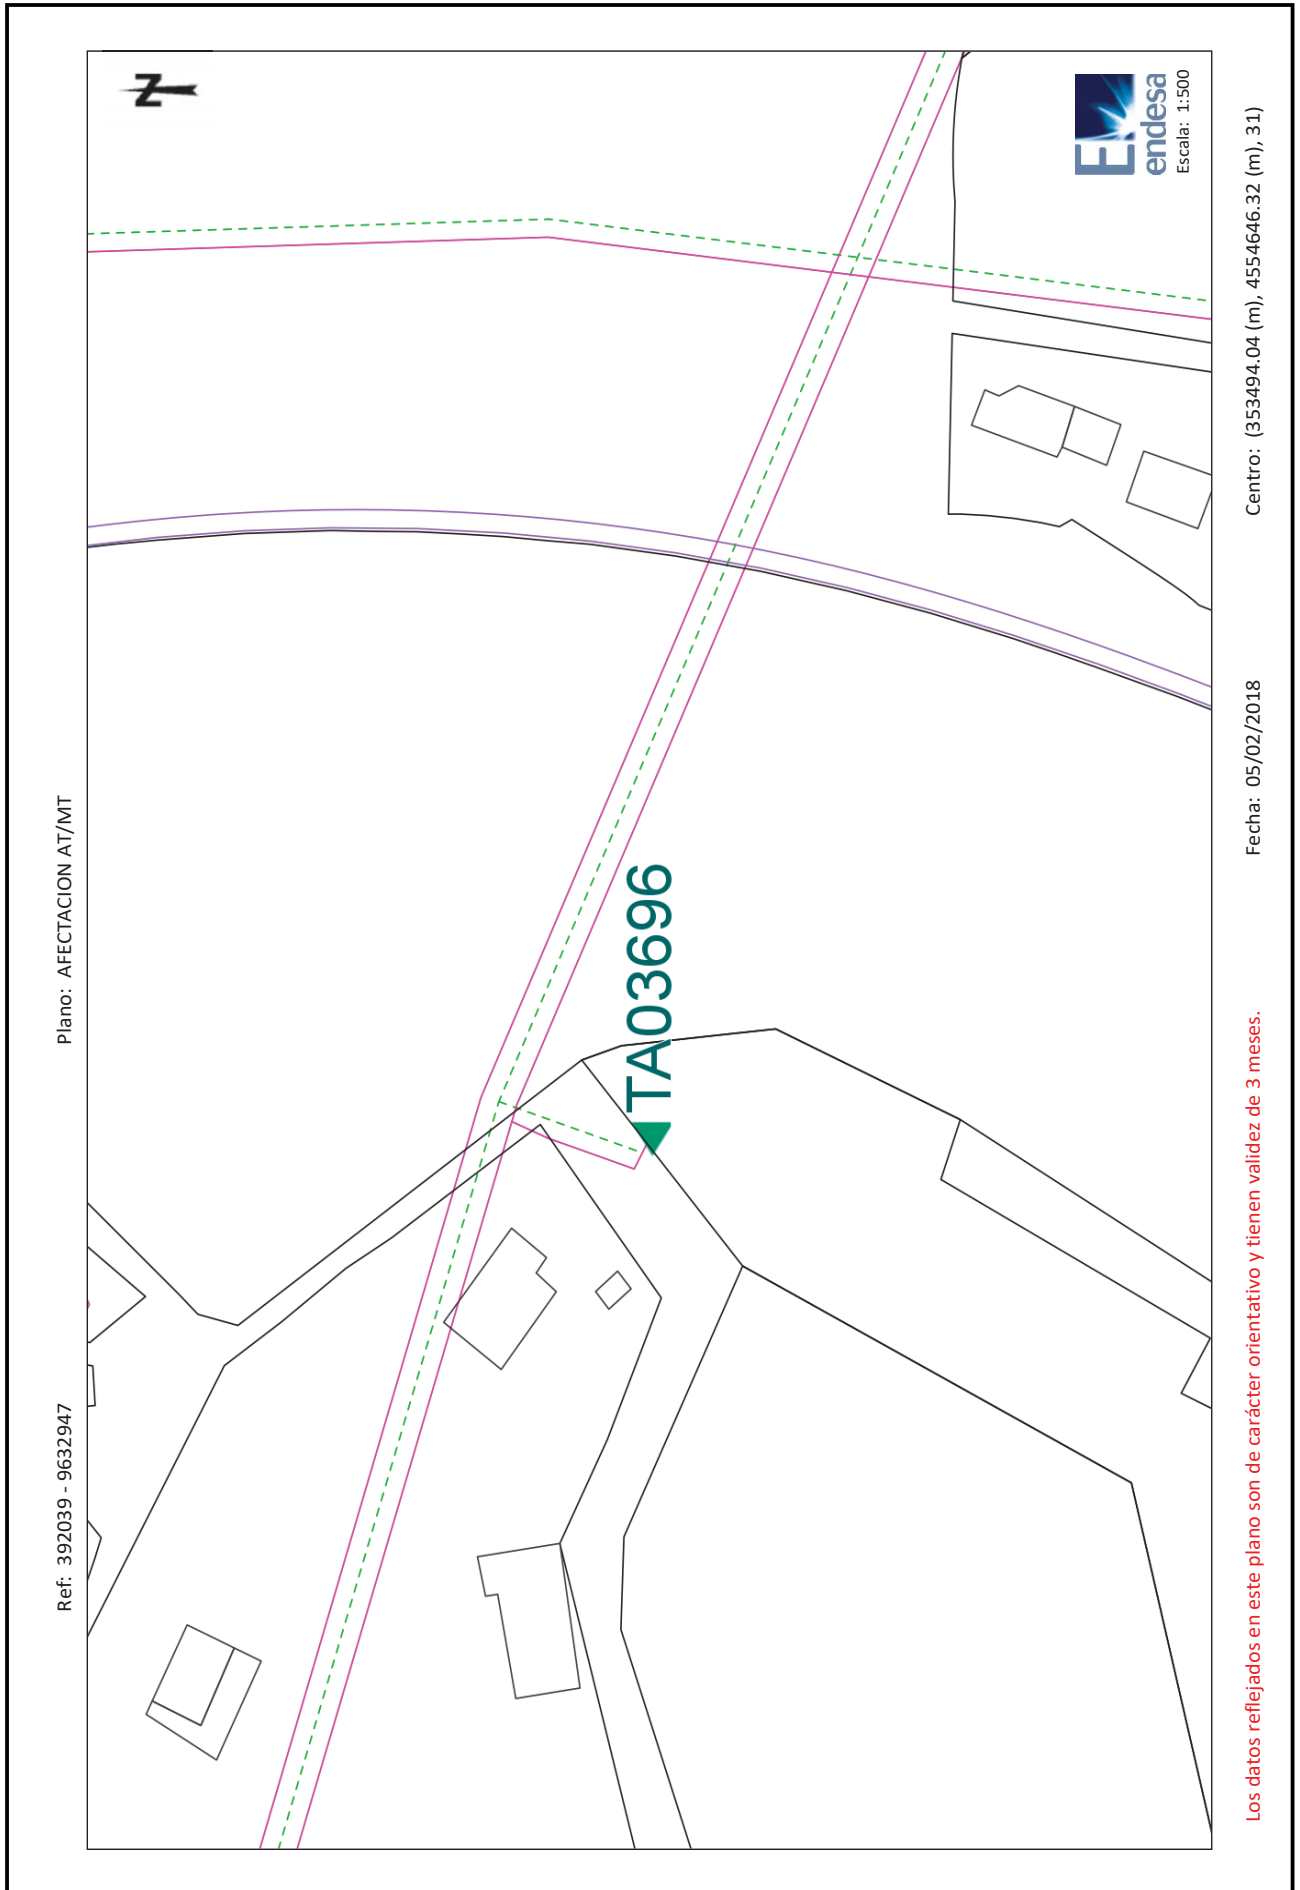 Ref: 392039 - 9632947
Plano: AFECTACION AT/MT
N
endesa
Escala: 1:500
TA03696
Los datos reflejados en este plano son de carácter orientativo y tienen validez de 3 meses.
Fecha: 05/02/2018
Centro: (353494.04 (m), 4554646.32 (m), 31)